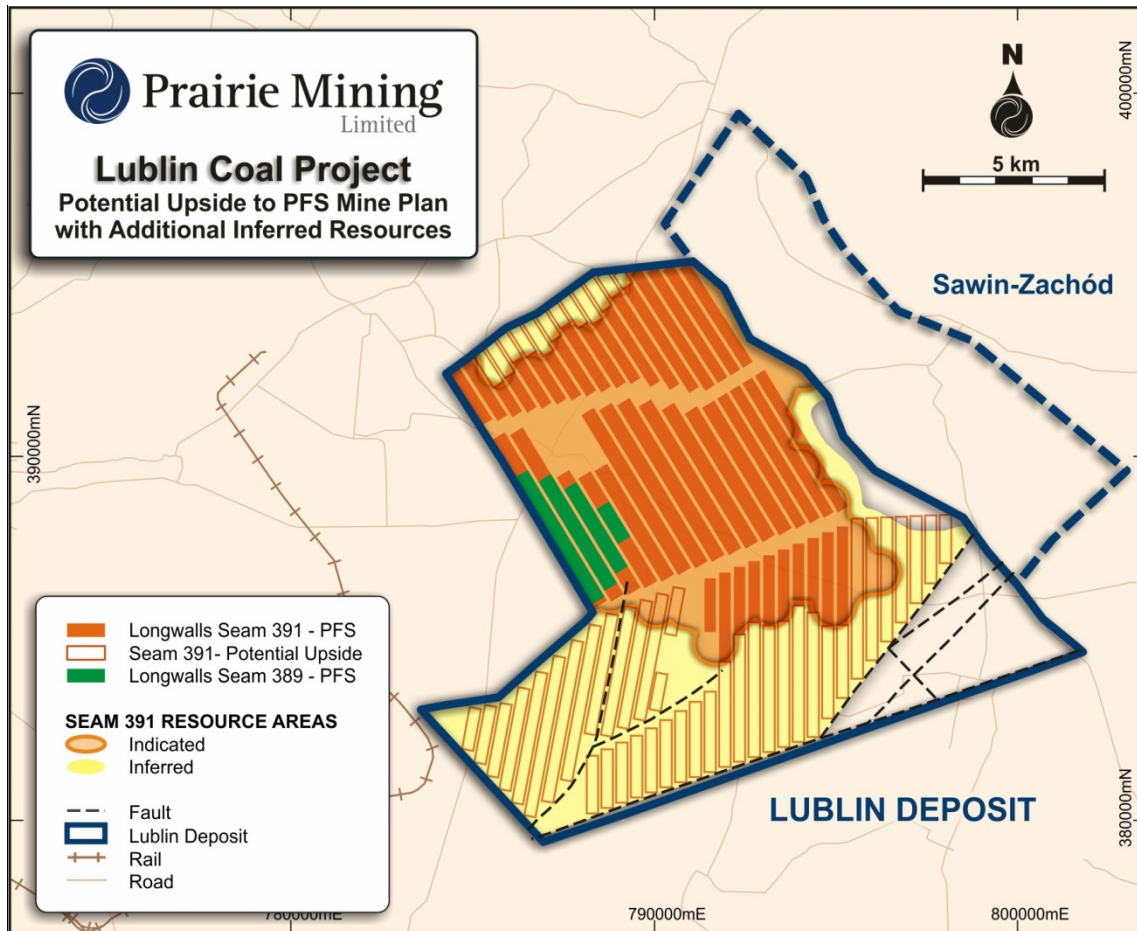 Prairie Mining
Limited
Lublin Coal Project
Potential Upside to PFS Mine Plan
with Additional Inferred Resources
N
5 km
400000mN
Sawin-Zachód
390000mN
Longwalls Seam 391 - PFS
Seam 391- Potential Upside
Longwalls Seam 389 - PFS
SEAM 391 RESOURCE AREAS
Indicated
Inferred
Fault
Lublin Deposit
Rail
Road
LUBLIN DEPOSIT
380000mN
780000mE
790000mE
800000mE